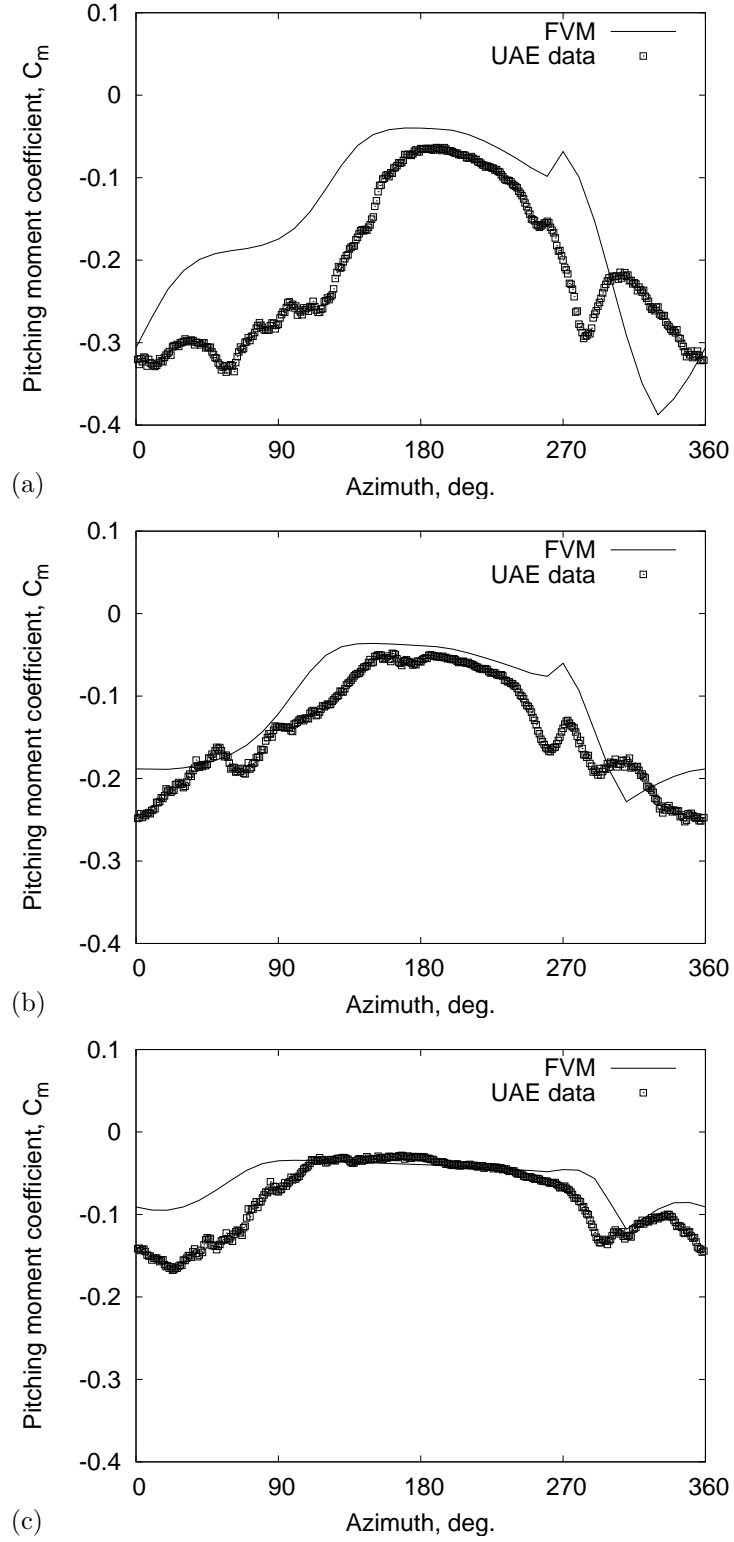 0.1
FVM
UAE data
0
-0.1
-0.2
-0.3
-0.4
Pitching moment coefficient, Cm
0 90 180 270 360
Azimuth, deg.
(a)
0.1
FVM
UAE data
0
-0.1
-0.2
-0.3
-0.4
Pitching moment coefficient, Cm
0 90 180 270 360
Azimuth, deg.
(b)
0.1
FVM
UAE data
0
-0.1
-0.2
-0.3
-0.4
Pitching moment coefficient, Cm
0 90 180 270 360
Azimuth, deg.
(c)